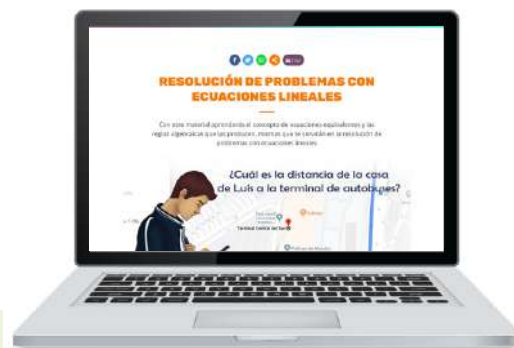 RESOLUCIÓN DE PROBLEMAS CON
ECUACIONES LINEALES
Con este material aprenderás el concepto de ecuaciones equivalentes y las
reglas algebraicas que las producen, mismas que se servirán en la resolución de
problemas con ecuaciones lineales
¿Cuál es la distancia de la casa
de Luis a la terminal de autobuses?
Terminal Central del Norte